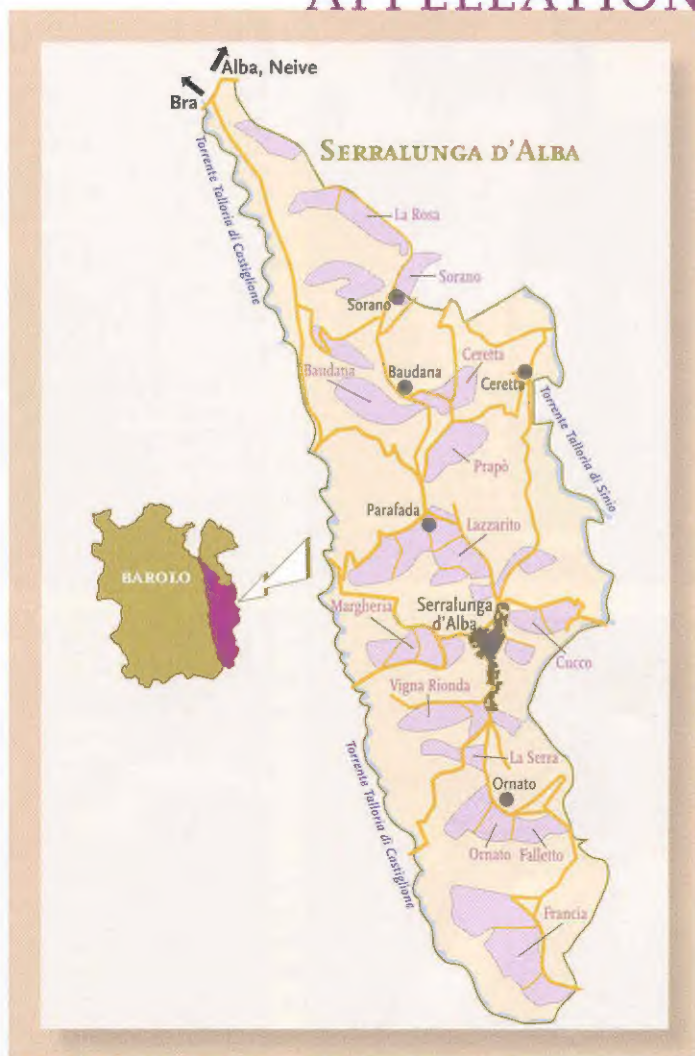 APPELLATION
Alba, Neive
Bra
SERRALUNGA D'ALBA
Torrente Talloria di Castiglione
La Rosa
Sorano
Sorano
Baudana
Baudana
Ceretta
Ceretta
Torrente Talloria di Sinio
Prapò
Parafada
Lazzarito
BAROLO
Margheria
Serralunga
d'Alba
Cucco
Vigna Rionda
La Serra
Torrente Talloria di Castiglione
Ornato
Ornato
Falletto
Francia